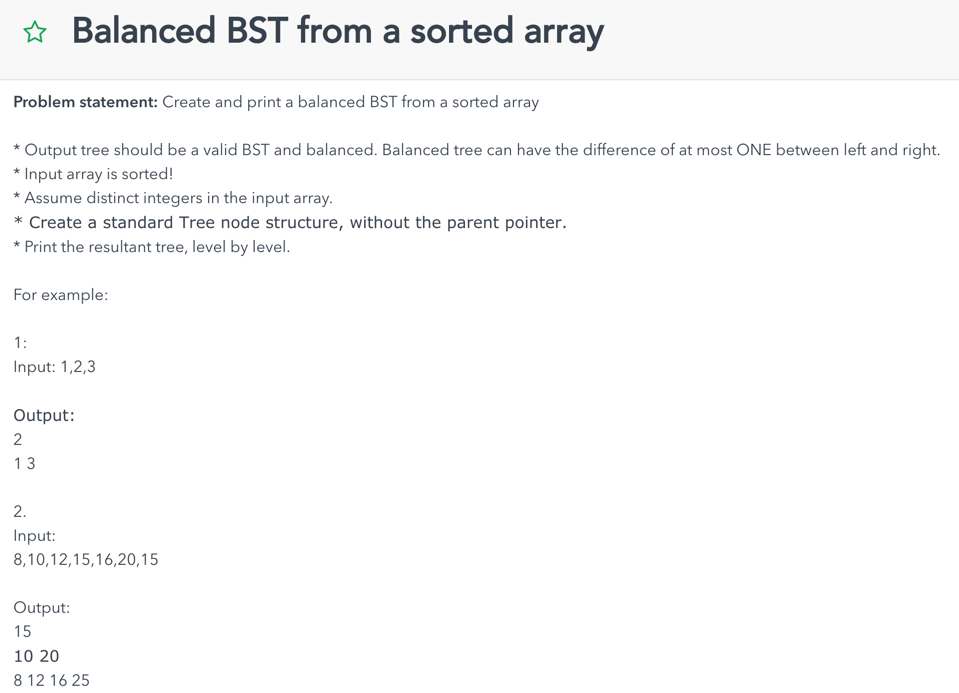 Balanced BST from a sorted array
Problem statement: Create and print a balanced BST from a sorted array
* Output tree should be a valid BST and balanced. Balanced tree can have the difference of at most ONE between left and right.
* Input array is sorted!
* Assume distinct integers in the input array.
* Create a standard Tree node structure, without the parent pointer.
* Print the resultant tree, level by level.
For example:
1:
Input: 1,2,3
Output:
2
1 3
2.
Input:
8,10,12,15,16,20,15
Output:
15
10 20
8 12 16 25